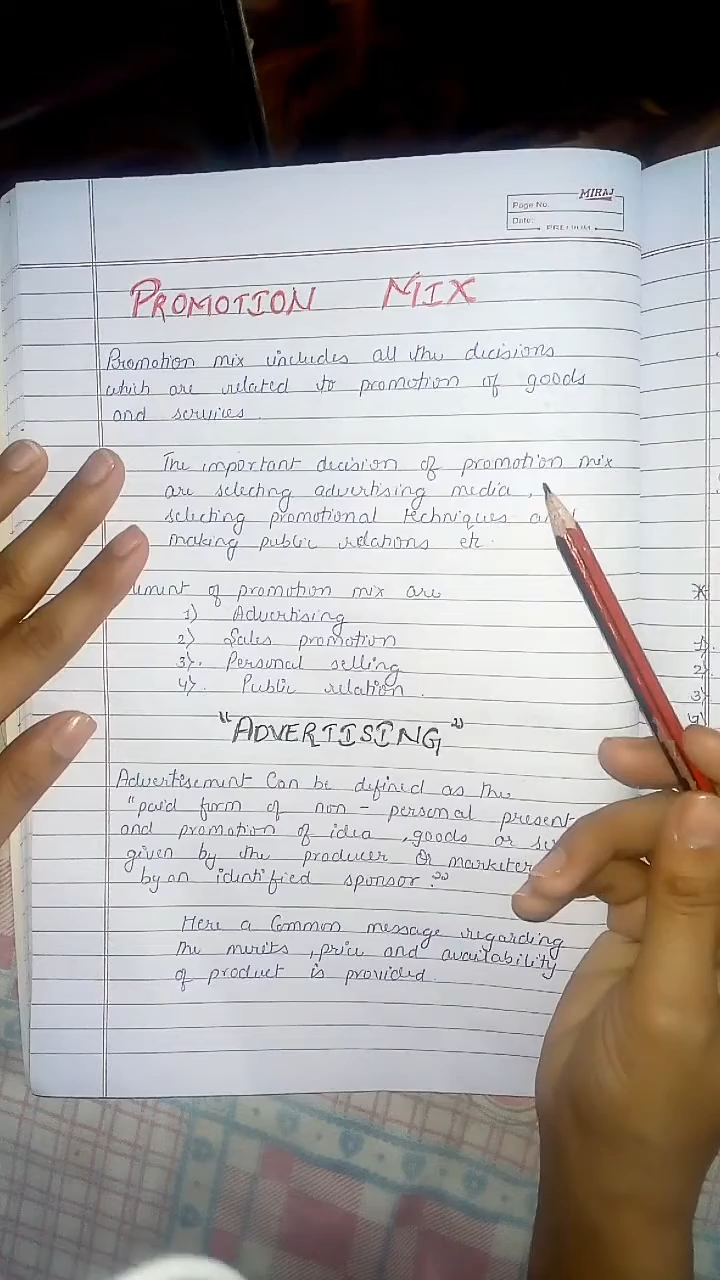 MIRAJ
Page No.
Date:
PREMIUM
PROMOTION MIX
Promotion mix includes all the decisions
which are related to promotion of goods
and services.
The important decision of promotion mix
are selecting advertising media,
selecting promotional techniques
making public relations etc.
of promotion mix are
1) Advertising
2) Sales promotion
3). Personal selling
4). Public relation.
"ADVERTISING"
Advertisement Can be defined as the
"paid form of non - personal present
and promotion of idea, goods or
given by the producer or marketer
by an identified sponsor."
Here a Common message regarding
the merits, price and availability
of product is provided.
1).
2)
3)
4)